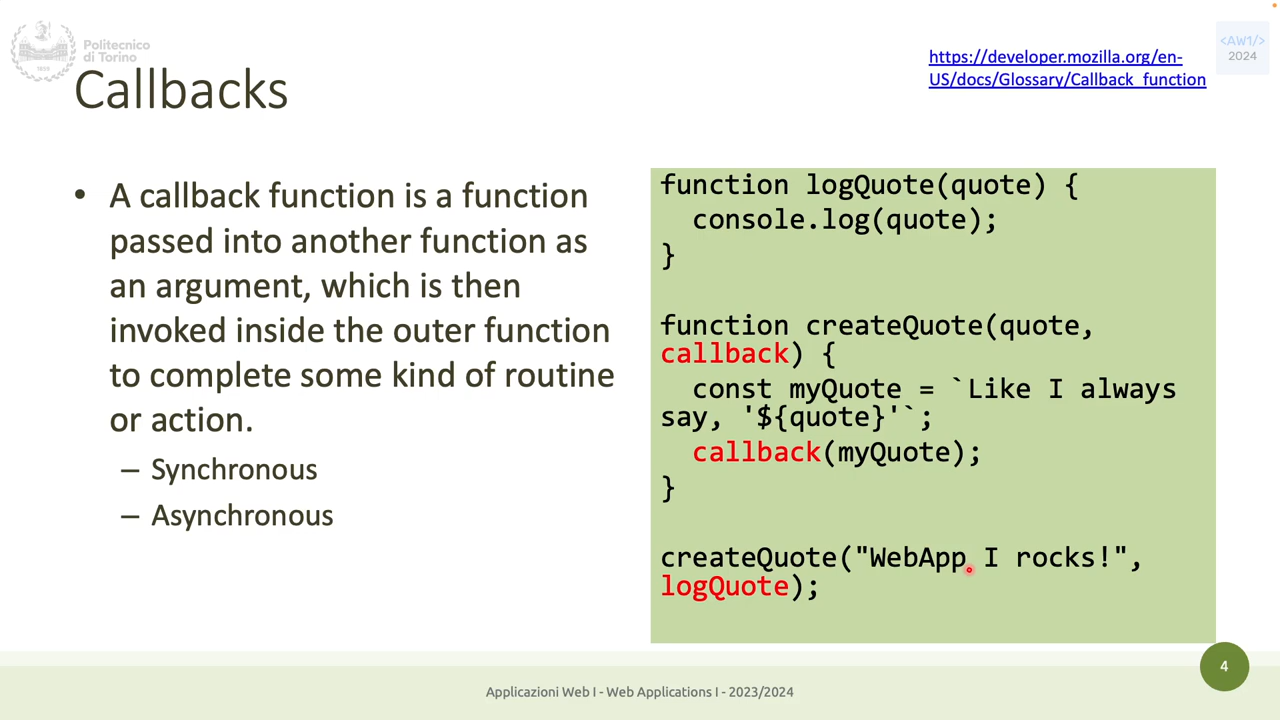 Politecnico
di Torino
1859
Callbacks
https://developer.mozilla.org/en-
US/docs/Glossary/Callback_function
<AW1/>
2024
• A callback function is a function
passed into another function as
an argument, which is then
invoked inside the outer function
to complete some kind of routine
or action.
– Synchronous
– Asynchronous
function logQuote(quote) {
  console.log(quote);
}
function createQuote(quote,
callback) {
  const myQuote = `Like I always
say, '${quote}'`;
  callback(myQuote);
}
createQuote("WebApp I rocks!",
logQuote);
Applicazioni Web I - Web Applications I - 2023/2024
4